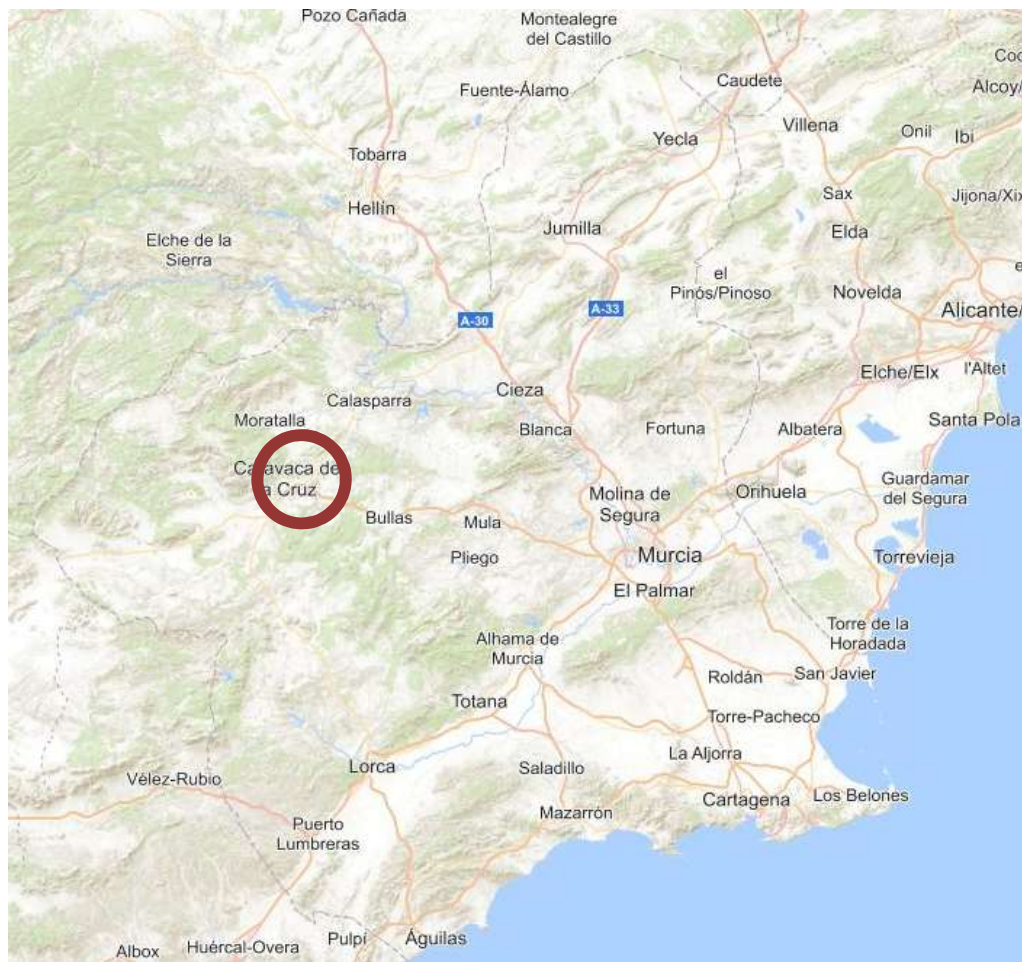 Pozo Cañada
Montealegre
del Castillo
Caudete
Alcoy/
Fuente-Álamo
Villena
Onil
Ibi
Yecla
Tobarra
Sax
Jijona/Xix
Hellín
Jumilla
Elda
Elche de la
Sierra
el
Pinós/Pinoso
Novelda
Alicante/
A-30
A-33
Elche/Elx
l'Altet
Cieza
Calasparra
Moratalla
Blanca
Fortuna
Albatera
Santa Pola
Caravaca de
la Cruz
Guardamar
del Segura
Molina de
Segura
Orihuela
Bullas
Mula
Pliego
Murcia
Torrevieja
El Palmar
Torre de la
Horadada
Alhama de
Murcia
Roldán
San Javier
Totana
Torre-Pacheco
La Aljorra
Lorca
Saladillo
Vélez-Rubio
Cartagena
Los Belones
Mazarrón
Puerto
Lumbreras
Albox
Huércal-Overa
Pulpí
Águilas